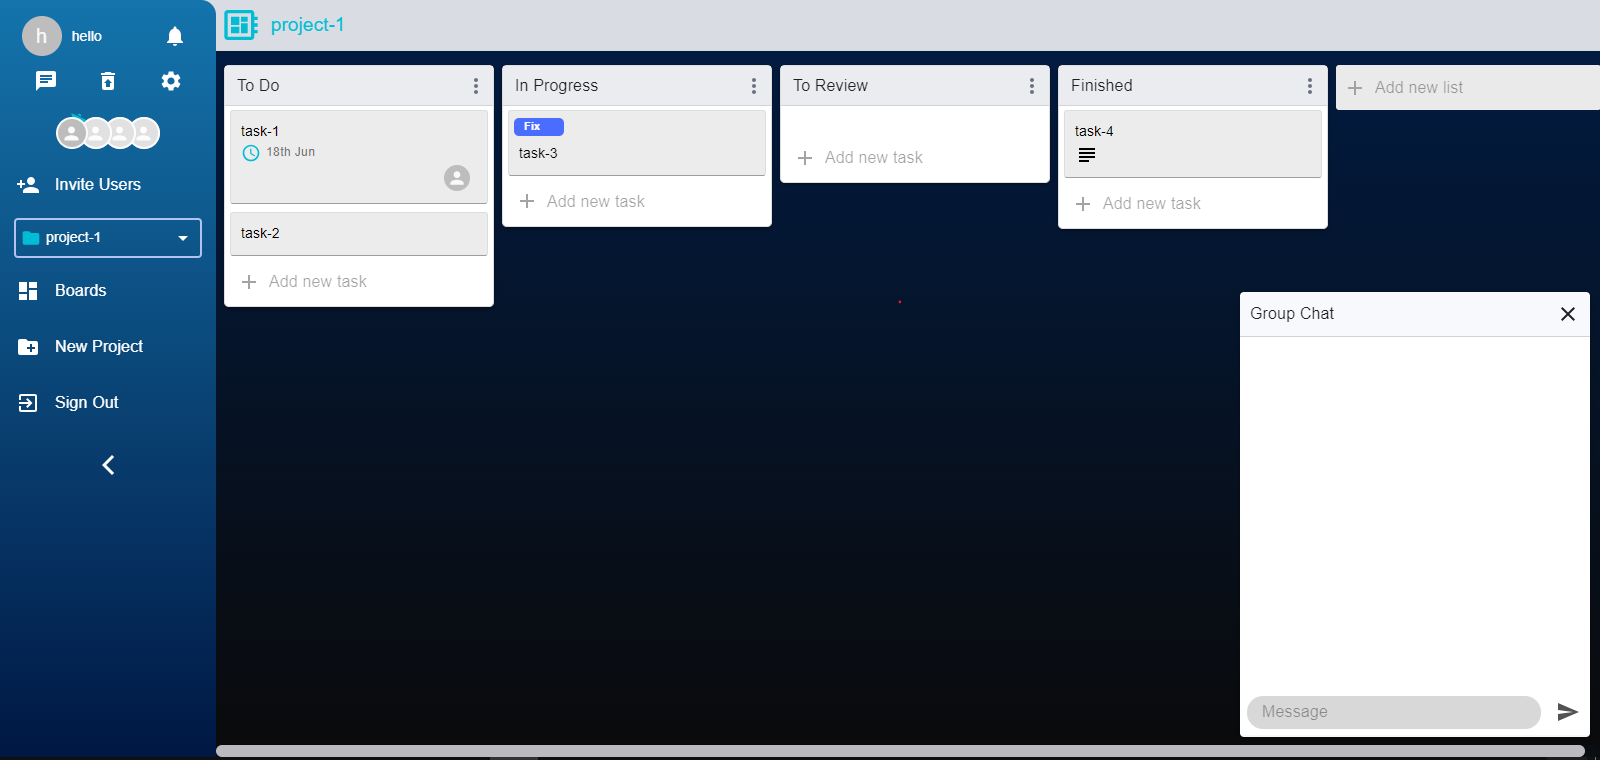 h
hello
Invite Users
project-1
Boards
New Project
Sign Out
project-1
To Do
task-1
18th Jun
task-2
Add new task
In Progress
Fix
task-3
Add new task
To Review
Add new task
Finished
task-4
Add new task
Add new list
Group Chat
Message